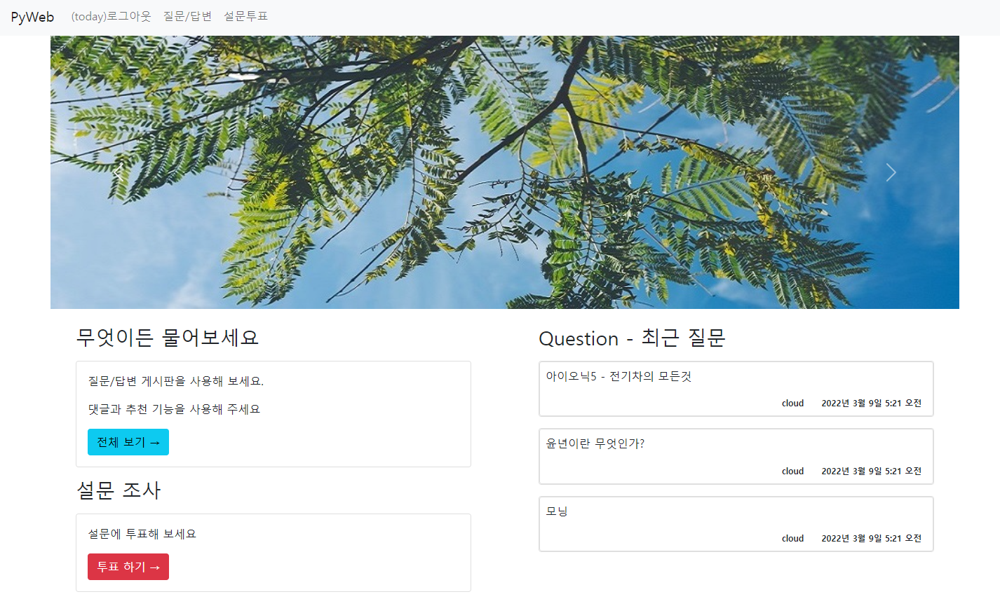 PyWeb (today)로그아웃 질문/답변 설문투표
무엇이든 물어보세요
질문/답변 게시판을 사용해 보세요.
댓글과 추천 기능을 사용해 주세요
전체 보기 →
설문 조사
설문에 투표해 보세요
투표 하기 →
Question - 최근 질문
아이오닉5 - 전기차의 모든것
cloud 2022년 3월 9일 5:21 오전
윤년이란 무엇인가?
cloud 2022년 3월 9일 5:21 오전
모닝
cloud 2022년 3월 9일 5:21 오전